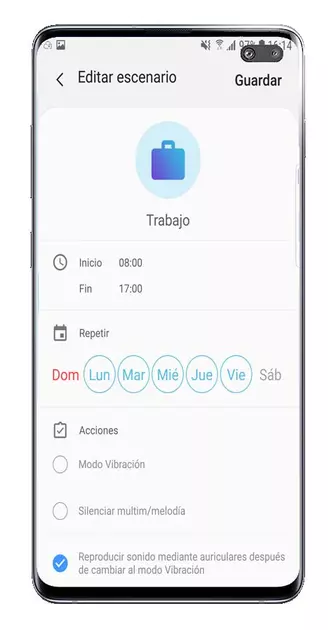 97% 16:14
Editar escenario
Guardar
Trabajo
Inicio 08:00
Fin 17:00
Repetir
Dom Lun Mar Mié Jue Vie Sáb
Acciones
Modo Vibración
Silenciar multim/melodía
Reproducir sonido mediante auriculares después
de cambiar al modo Vibración